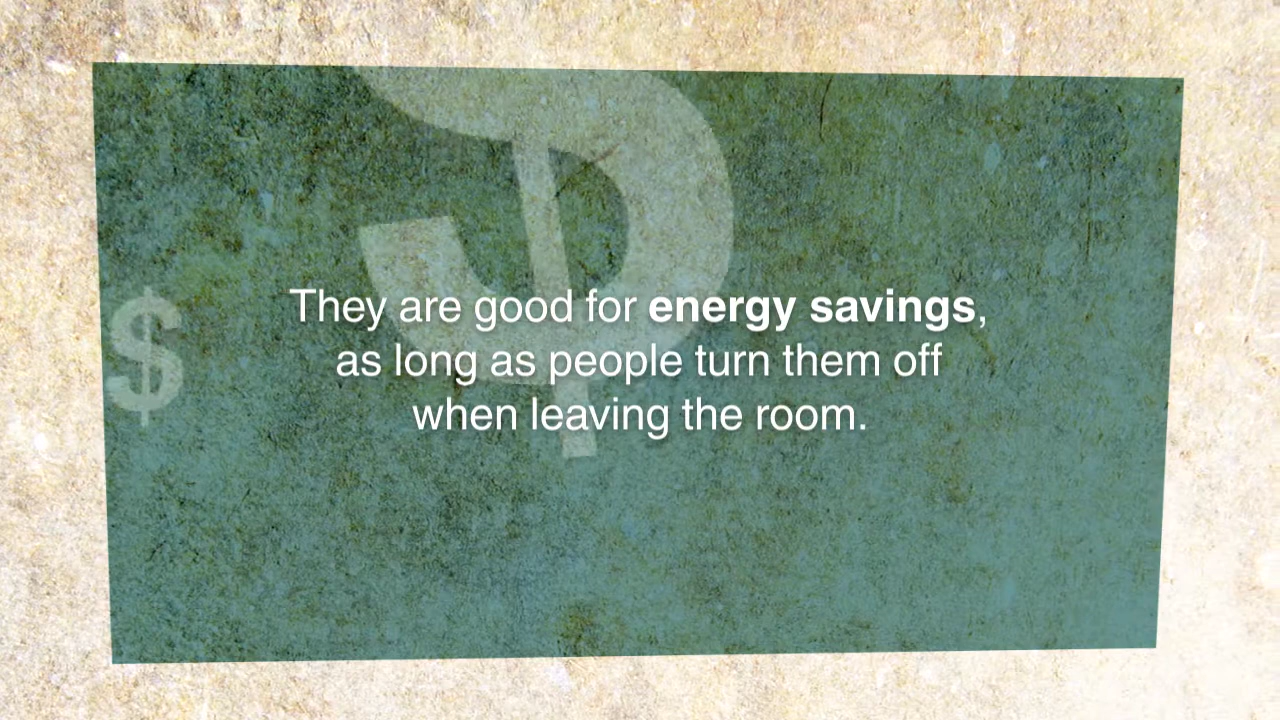 They are good for energy savings,
as long as people turn them off
when leaving the room.
$
$